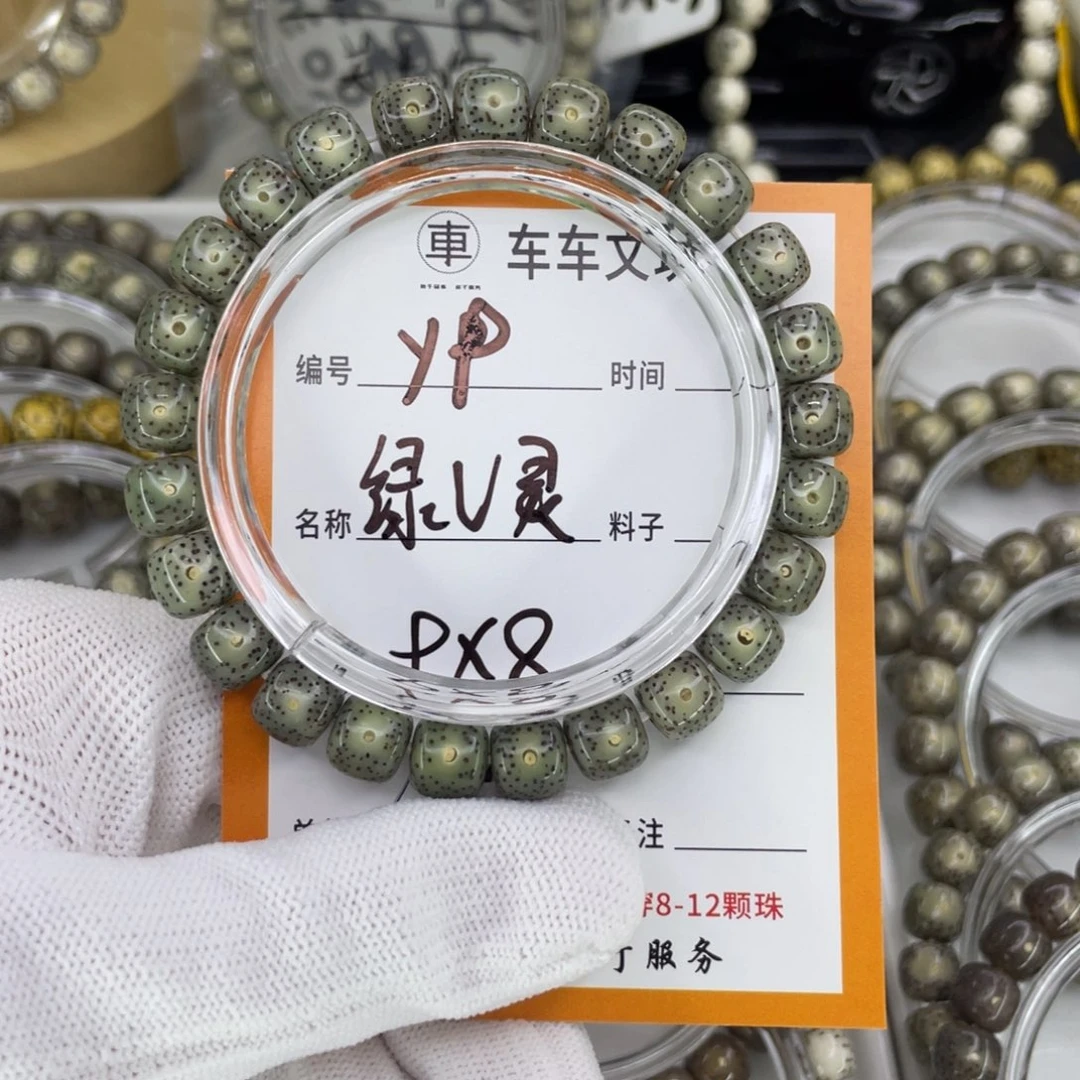 車 车车文
编号 YP 时间
名称 绿V灵 料子
PX8
注
8-12颗珠
服务